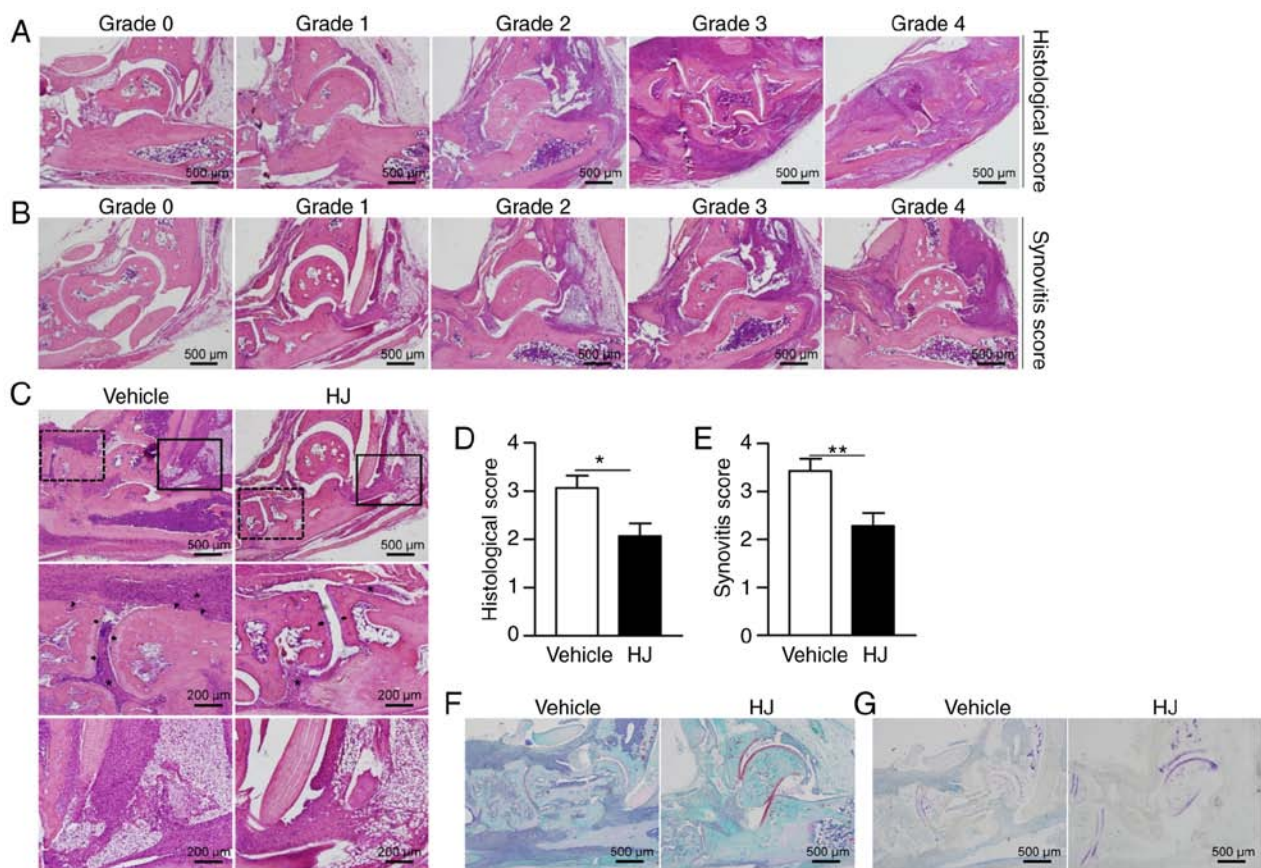 A
Grade 0 Grade 1 Grade 2 Grade 3 Grade 4
Histological score
500 µm 500 µm 500 µm 500 µm 500 µm
B
Grade 0 Grade 1 Grade 2 Grade 3 Grade 4
Synovitis score
500 µm 500 µm 500 µm 500 µm 500 µm
C
Vehicle HJ
500 µm 500 µm
200 µm 200 µm
200 µm 200 µm
D
Histological score
4
3
2
1
0
*
Vehicle HJ
E
Synovitis score
4
3
2
1
0
**
Vehicle HJ
F
Vehicle HJ
500 µm 500 µm
G
Vehicle HJ
500 µm 500 µm